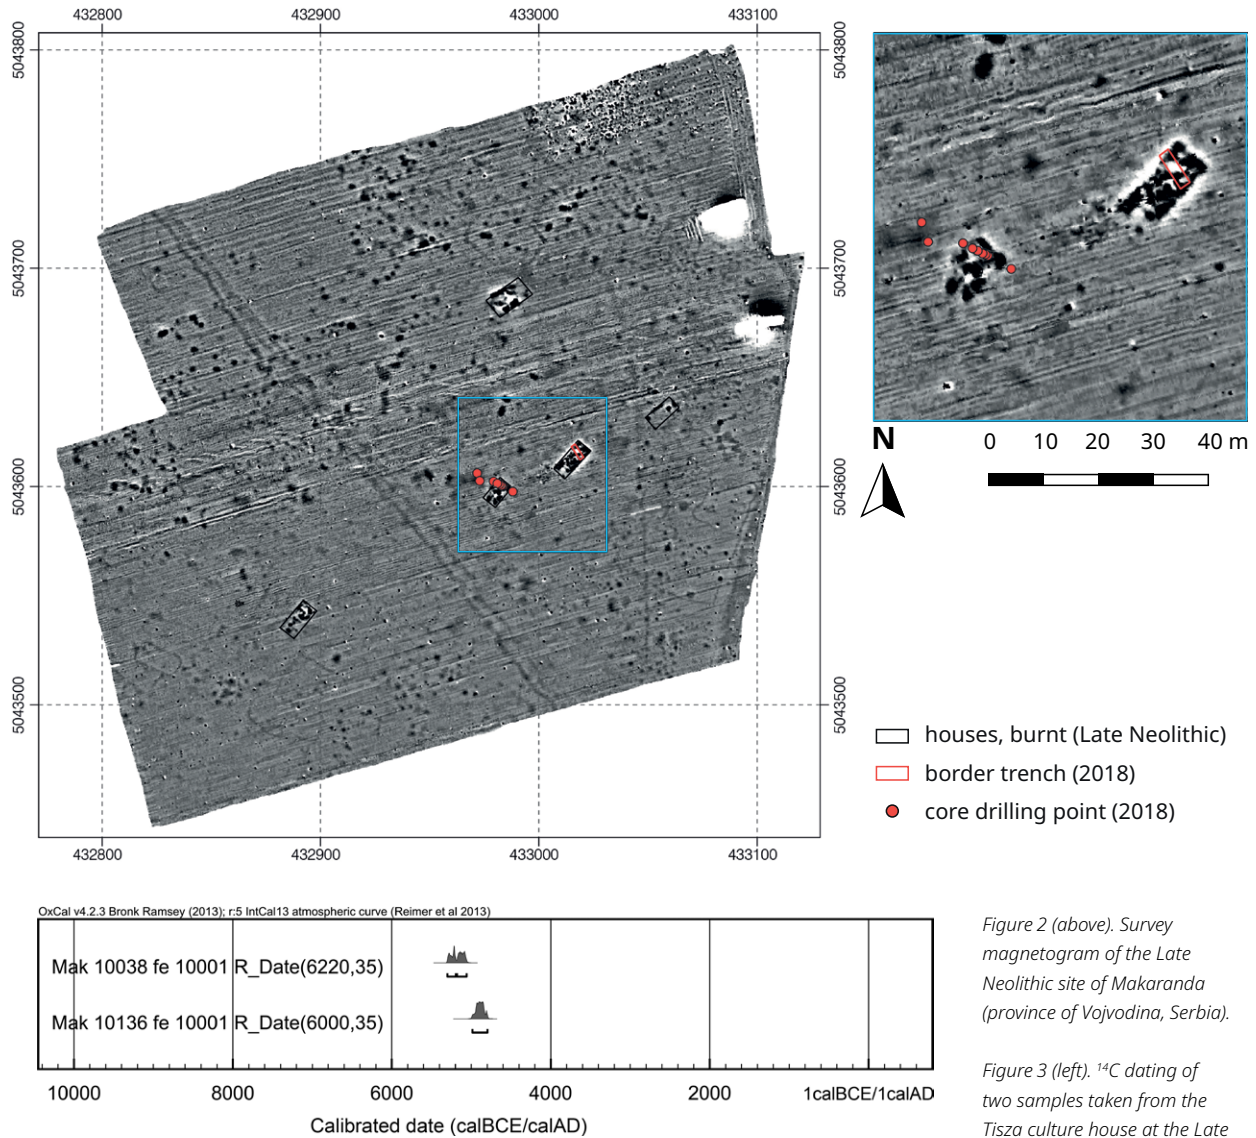 432800 432900 433000 433100
5043800 5043800
5043700 5043700
5043600 5043600
5043500 5043500
432800 432900 433000 433100
N 0 10 20 30 40 m
houses, burnt (Late Neolithic)
border trench (2018)
core drilling point (2018)
OxCal v4.2.3 Bronk Ramsey (2013); r:5 IntCal13 atmospheric curve (Reimer et al 2013)
Mak 10038 fe 10001 R_Date(6220,35)
Mak 10136 fe 10001 R_Date(6000,35)
10000 8000 6000 4000 2000 1calBCE/1calAD
Calibrated date (calBCE/calAD)
Figure 2 (above). Survey
magnetogram of the Late
Neolithic site of Makaranda
(province of Vojvodina, Serbia).
Figure 3 (left). ¹⁴C dating of
two samples taken from the
Tisza culture house at the Late